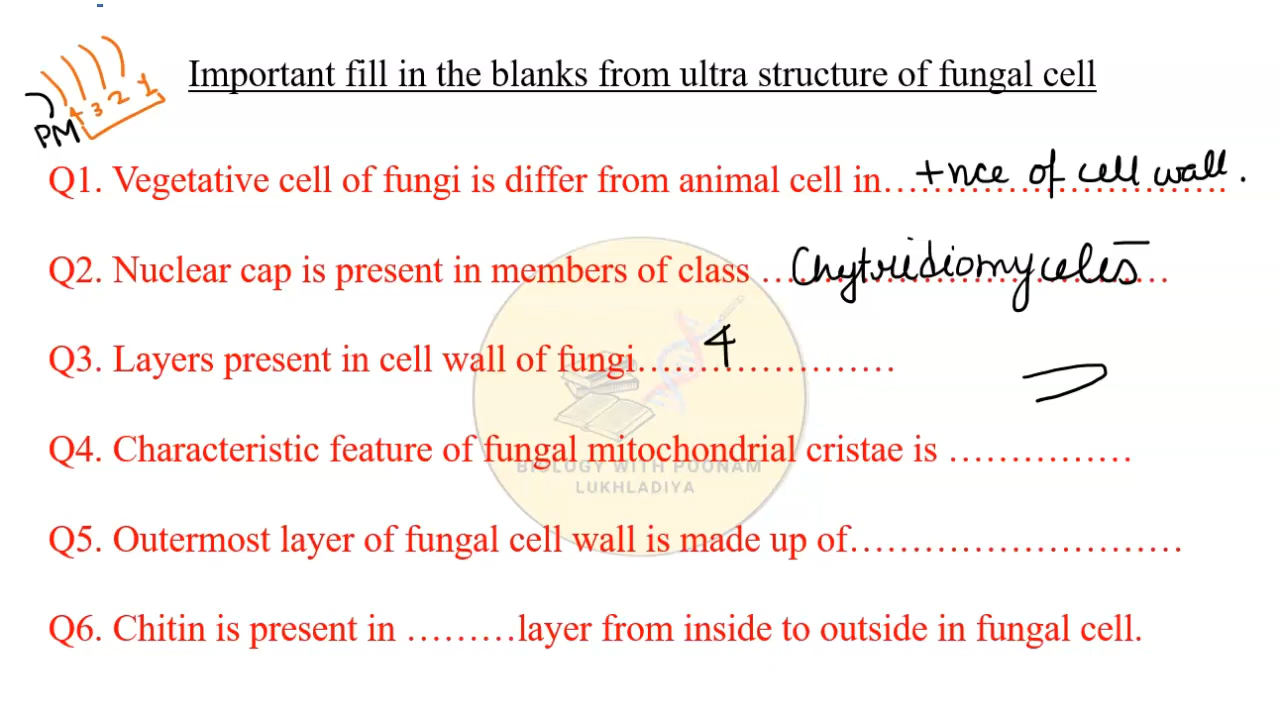 Important fill in the blanks from ultra structure of fungal cell
4 3 2 1
PM
Q1. Vegetative cell of fungi is differ from animal cell in………………………. +nce of cell wall.
Q2. Nuclear cap is present in members of class ………………………… Chytridiomycetes
Q3. Layers present in cell wall of fungi………………… 4
Q4. Characteristic feature of fungal mitochondrial cristae is ……………
BIOLOGY WITH POONAM
LUKHLADIYA
Q5. Outermost layer of fungal cell wall is made up of………………………
Q6. Chitin is present in ………layer from inside to outside in fungal cell.